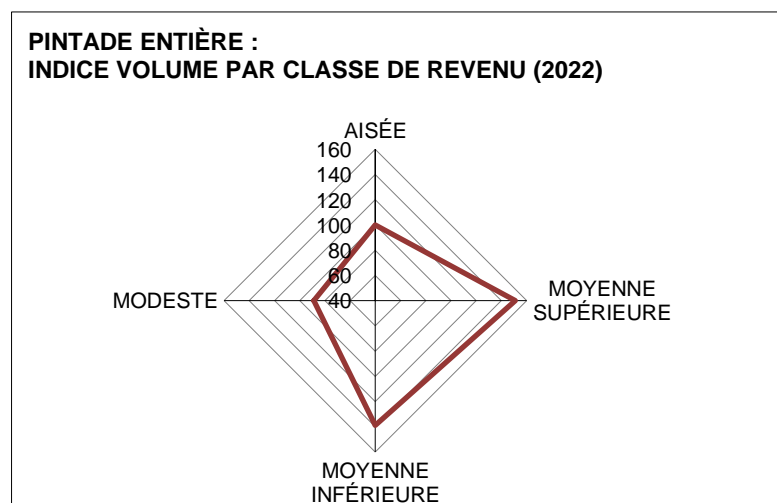 PINTADE ENTIÈRE :
INDICE VOLUME PAR CLASSE DE REVENU (2022)
AISÉE
160
140
120
100
80
60
40
MODESTE
MOYENNE
SUPÉRIEURE
MOYENNE
INFÉRIEURE